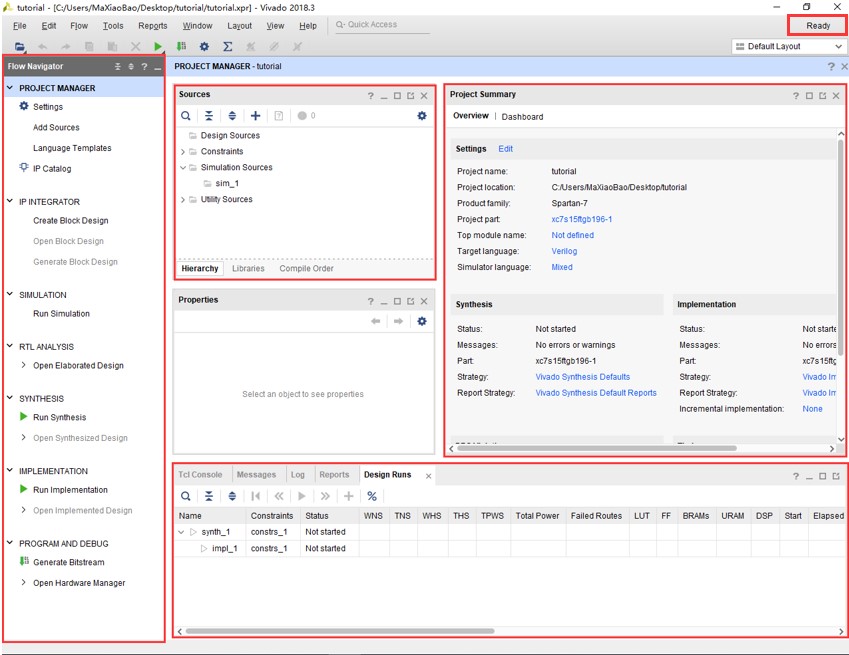 tutorial - [C:/Users/MaXiaoBao/Desktop/tutorial/tutorial.xpr] - Vivado 2018.3
File Edit Flow Tools Reports Window Layout View Help Quick Access
Ready
Default Layout
Flow Navigator
PROJECT MANAGER
Settings
Add Sources
Language Templates
IP Catalog
IP INTEGRATOR
Create Block Design
Open Block Design
Generate Block Design
SIMULATION
Run Simulation
RTL ANALYSIS
Open Elaborated Design
SYNTHESIS
Run Synthesis
Open Synthesized Design
IMPLEMENTATION
Run Implementation
Open Implemented Design
PROGRAM AND DEBUG
Generate Bitstream
Open Hardware Manager
PROJECT MANAGER - tutorial
Sources
0
Design Sources
Constraints
Simulation Sources
sim_1
Utility Sources
Hierarchy Libraries Compile Order
Properties
Select an object to see properties
Project Summary
Overview | Dashboard
Settings Edit
Project name: tutorial
Project location: C:/Users/MaXiaoBao/Desktop/tutorial
Product family: Spartan-7
Project part: xc7s15ftgb196-1
Top module name: Not defined
Target language: Verilog
Simulator language: Mixed
Synthesis
Status: Not started
Messages: No errors or warnings
Part: xc7s15ftgb196-1
Strategy: Vivado Synthesis Defaults
Report Strategy: Vivado Synthesis Default Reports
Implementation
Status: Not starte
Messages: No errors
Part: xc7s15ftg
Strategy: Vivado Im
Report Strategy: Vivado Im
Incremental implementation: None
Tcl Console Messages Log Reports Design Runs
Name Constraints Status WNS TNS WHS THS TPWS Total Power Failed Routes LUT FF BRAMs URAM DSP Start Elapsed
synth_1 constrs_1 Not started
impl_1 constrs_1 Not started